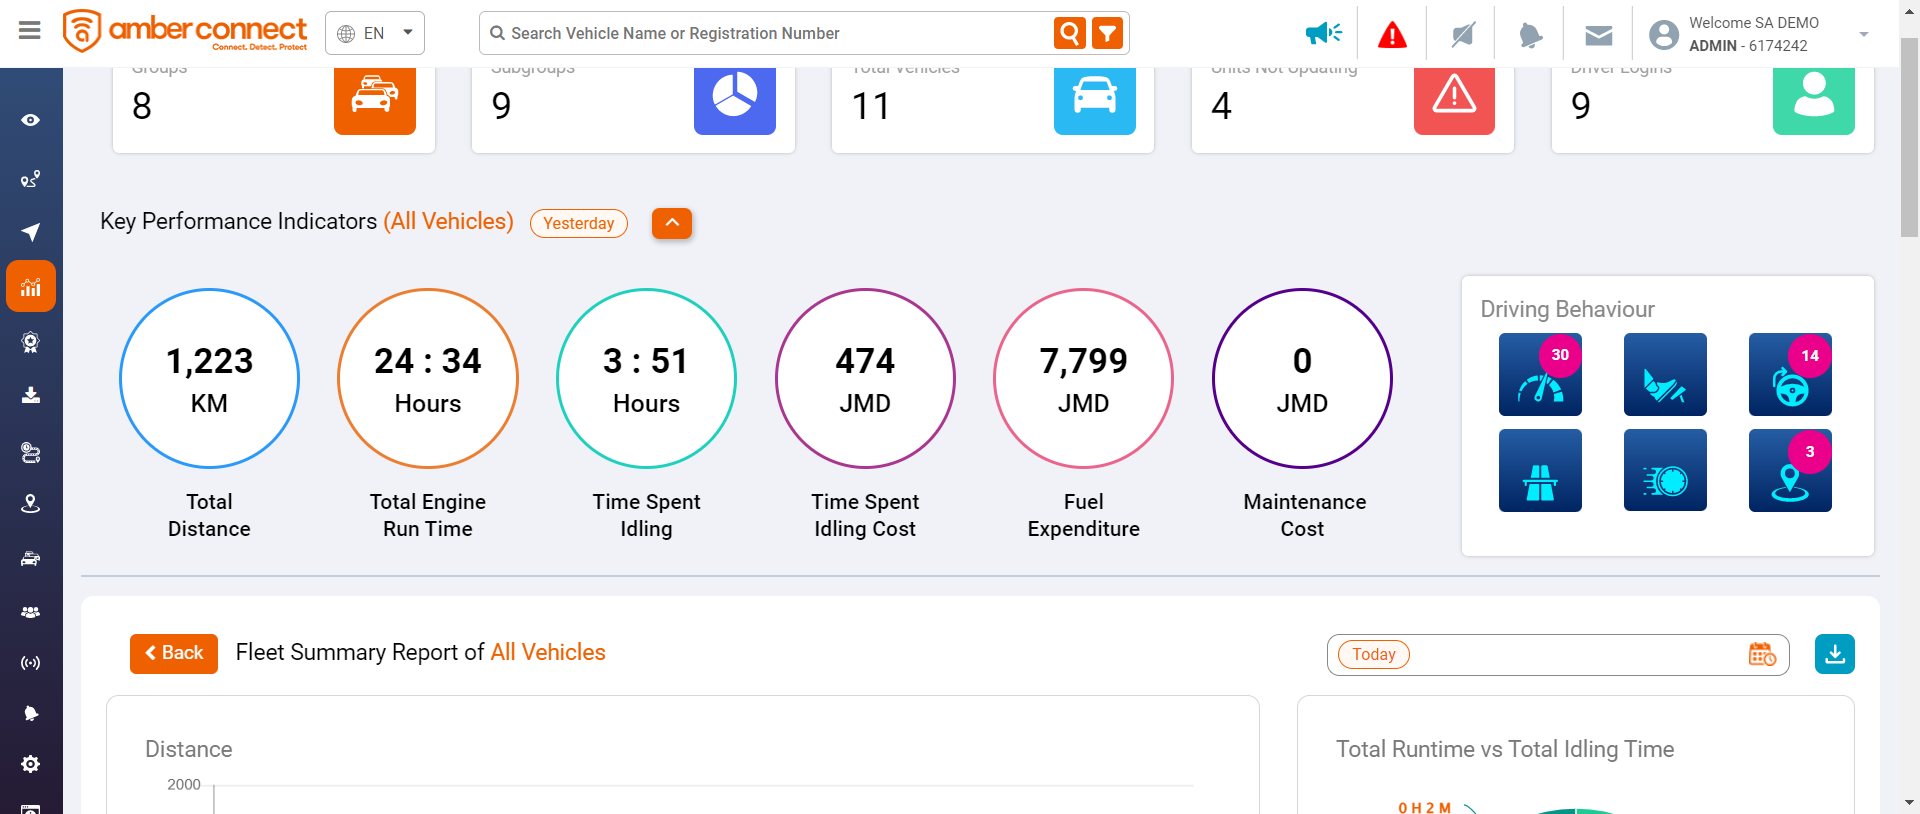 amber connect
Connect. Detect. Protect
EN
Search Vehicle Name or Registration Number
Welcome SA DEMO
ADMIN - 6174242
Groups
8
Subgroups
9
Total Vehicles
11
Units Not Updating
4
Driver Logins
9
Key Performance Indicators (All Vehicles)
Yesterday
1,223
KM
Total
Distance
24 : 34
Hours
Total Engine
Run Time
3 : 51
Hours
Time Spent
Idling
474
JMD
Time Spent
Idling Cost
7,799
JMD
Fuel
Expenditure
0
JMD
Maintenance
Cost
Driving Behaviour
30
14
3
Back
Fleet Summary Report of All Vehicles
Today
Distance
2000
Total Runtime vs Total Idling Time
0 H 2 M